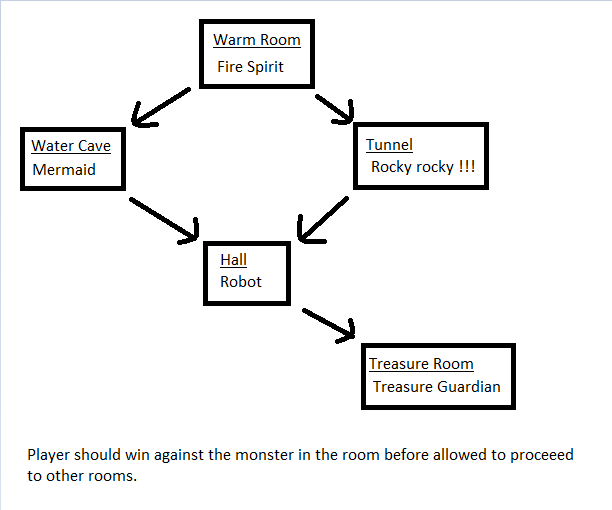 Warm Room
Fire Spirit
Water Cave
Mermaid
Tunnel
Rocky rocky !!!
Hall
Robot
Treasure Room
Treasure Guardian
Player should win against the monster in the room before allowed to proceeed
to other rooms.